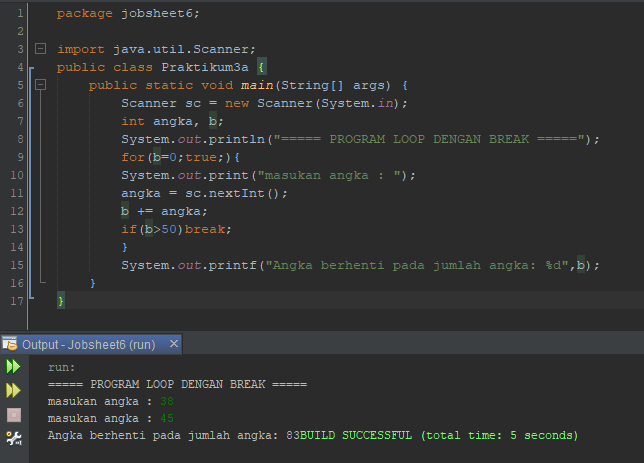 1 package jobsheet6;
2
3 import java.util.Scanner;
4 public class Praktikum3a {
5 public static void main(String[] args) {
6 Scanner sc = new Scanner(System.in);
7 int angka, b;
8 System.out.println("===== PROGRAM LOOP DENGAN BREAK =====");
9 for(b=0;true;){
10 System.out.print("masukan angka : ");
11 angka = sc.nextInt();
12 b += angka;
13 if(b>50)break;
14 }
15 System.out.printf("Angka berhenti pada jumlah angka: %d",b);
16 }
17 }
Output - Jobsheet6 (run) ×
run:
===== PROGRAM LOOP DENGAN BREAK =====
masukan angka : 38
masukan angka : 45
Angka berhenti pada jumlah angka: 83BUILD SUCCESSFUL (total time: 5 seconds)